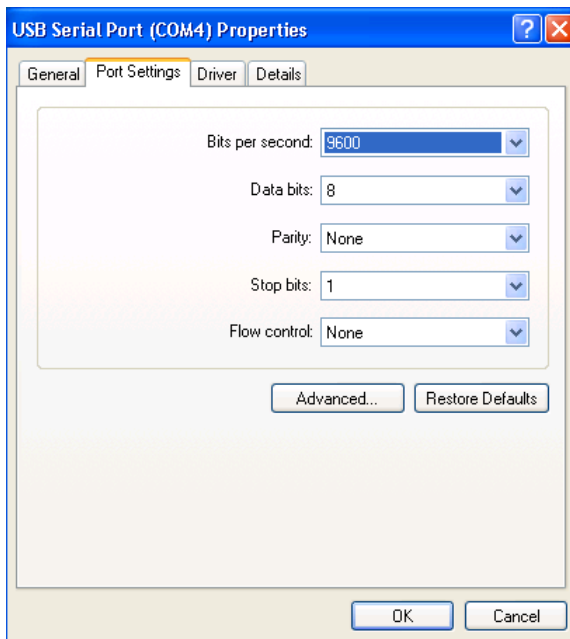 USB Serial Port (COM4) Properties
General Port Settings Driver Details
Bits per second: 9600
Data bits: 8
Parity: None
Stop bits: 1
Flow control: None
Advanced... Restore Defaults
OK Cancel